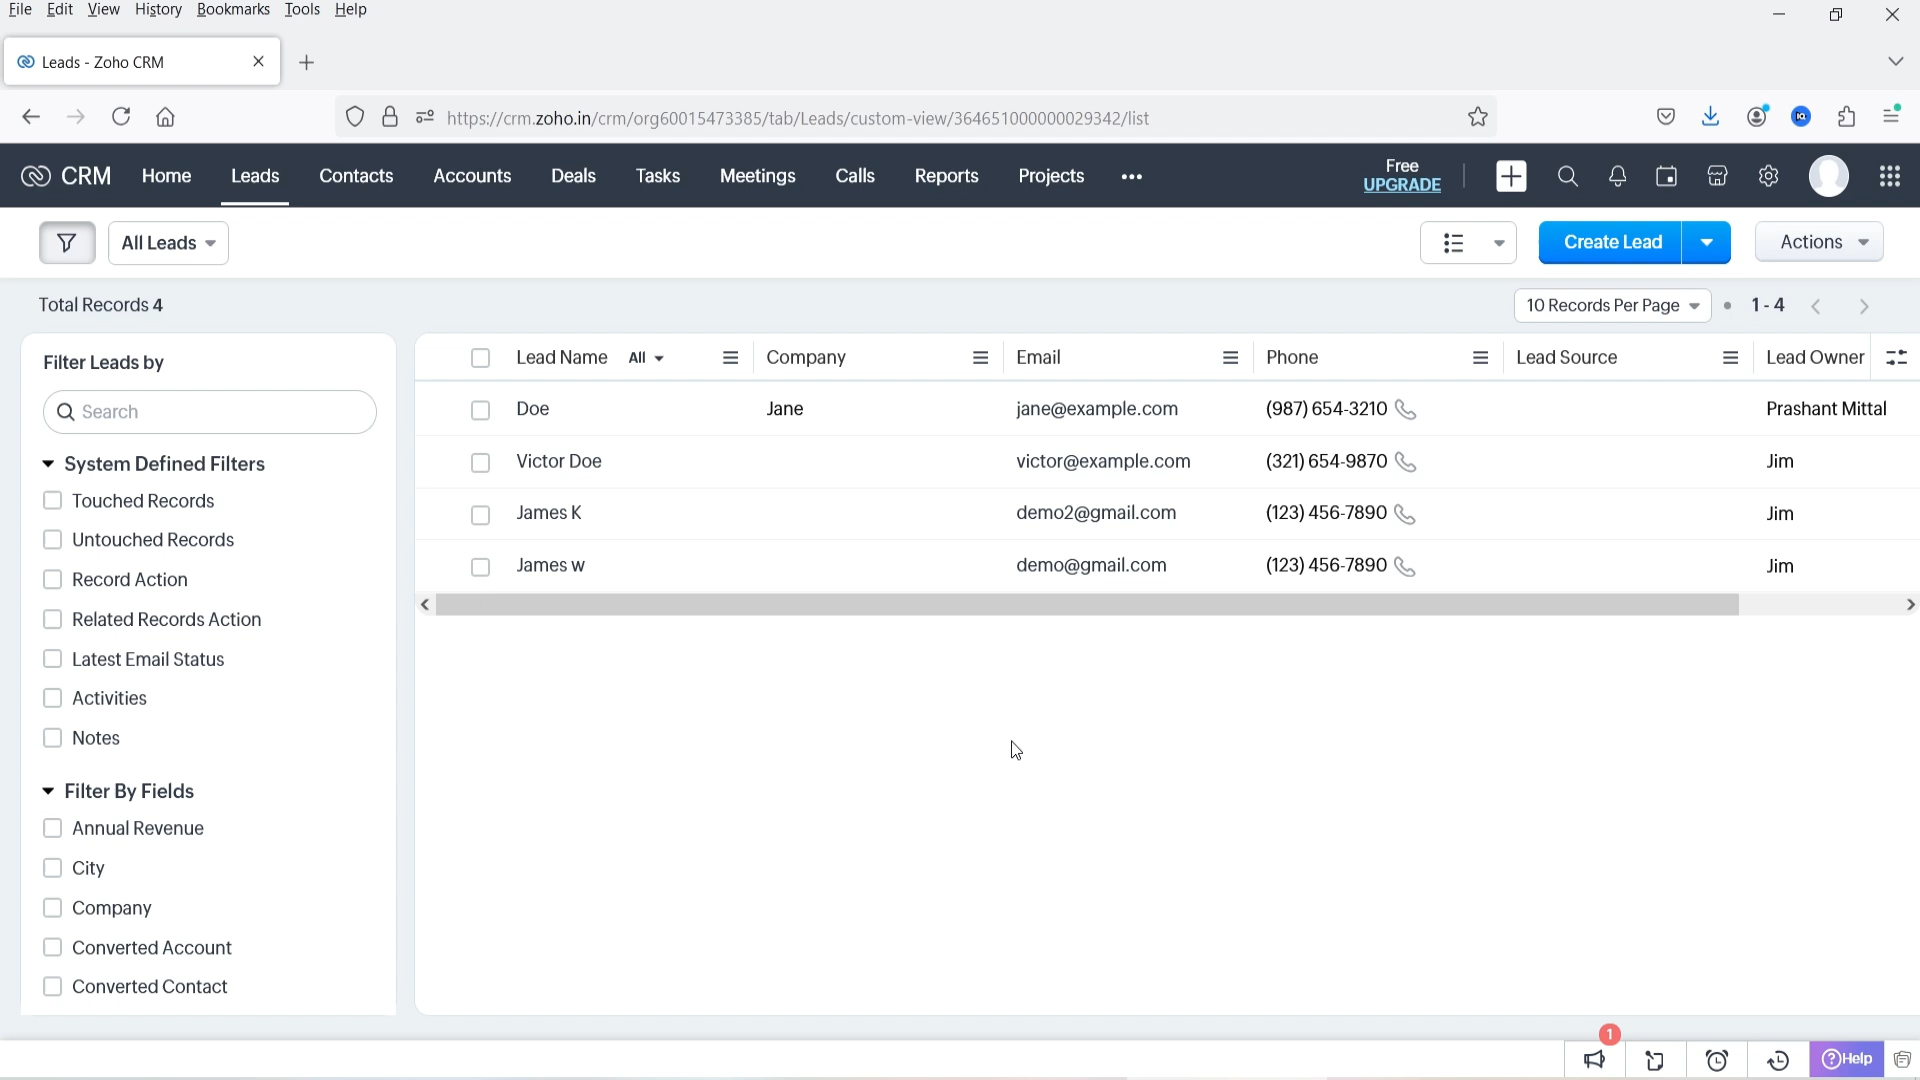 File Edit View History Bookmarks Tools Help
Leads - Zoho CRM
https://crm.zoho.in/crm/org60015473385/tab/Leads/custom-view/364651000000029342/list
CRM Home Leads Contacts Accounts Deals Tasks Meetings Calls Reports Projects ••• Free
UPGRADE
All Leads Create Lead Actions
Total Records 4 10 Records Per Page • 1 - 4
Filter Leads by
Search
System Defined Filters
Touched Records
Untouched Records
Record Action
Related Records Action
Latest Email Status
Activities
Notes
Filter By Fields
Annual Revenue
City
Company
Converted Account
Converted Contact
Lead Name All Company Email Phone Lead Source Lead Owner
Doe Jane jane@example.com (987) 654-3210 Prashant Mittal
Victor Doe victor@example.com (321) 654-9870 Jim
James K demo2@gmail.com (123) 456-7890 Jim
James w demo@gmail.com (123) 456-7890 Jim
1
Help